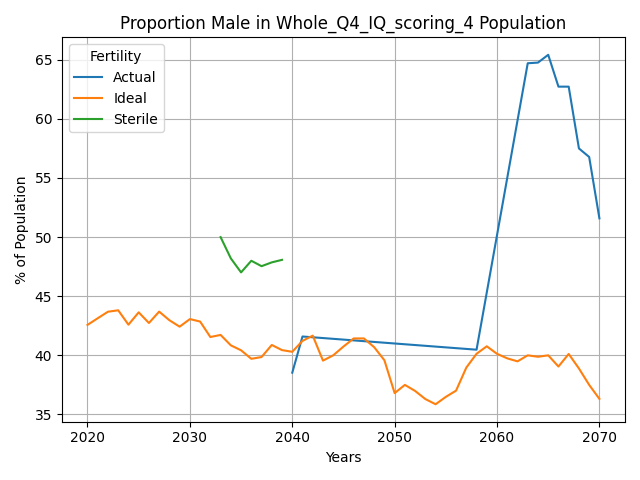 Proportion Male in Whole_Q4_IQ_scoring_4 Population
Fertility
Actual
Ideal
Sterile
% of Population
65
60
55
50
45
40
35
2020
2030
2040
2050
2060
2070
Years